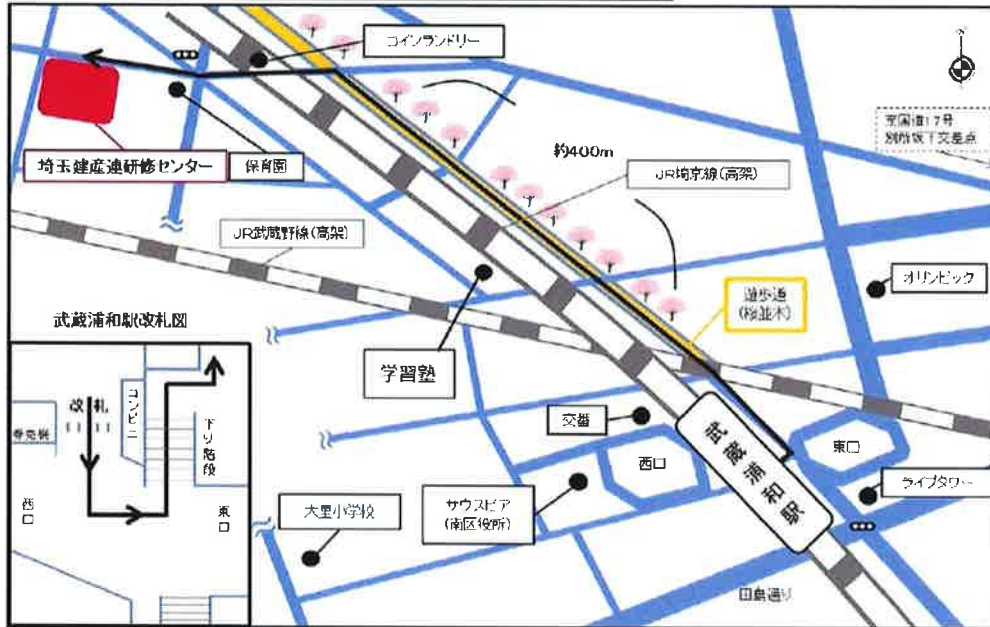 コインランドリー
至国道17号
別所坂下交差点
約400m
埼玉建産連研修センター
保育園
JR埼京線(高架)
JR武蔵野線(高架)
オリンピック
遊歩道
(桜並木)
武蔵浦和駅改札図
学習塾
改札
コンビニ
券売機
下り階段
西口
東口
交番
西口
武蔵浦和駅
東口
大里小学校
サウスピア
(南区役所)
ライブタワー
田島通り